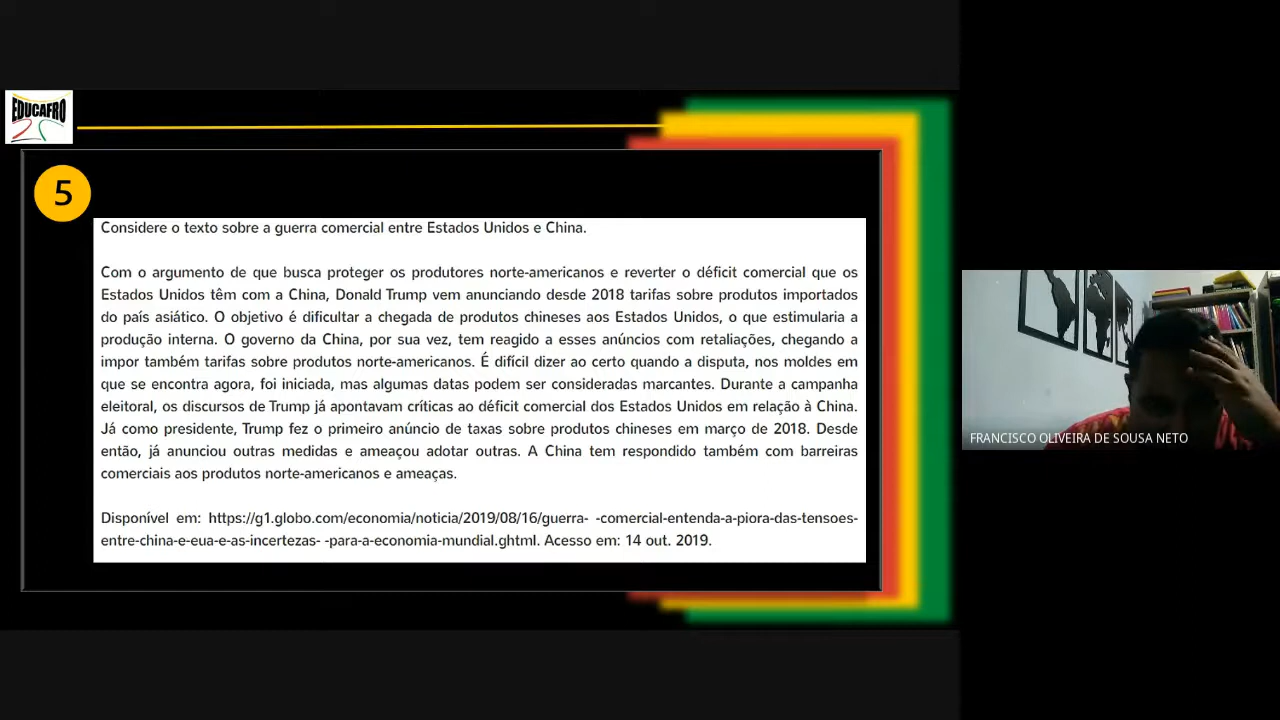 EDUCAFRO
5
Considere o texto sobre a guerra comercial entre Estados Unidos e China.
Com o argumento de que busca proteger os produtores norte-americanos e reverter o déficit comercial que os
Estados Unidos têm com a China, Donald Trump vem anunciando desde 2018 tarifas sobre produtos importados
do país asiático. O objetivo é dificultar a chegada de produtos chineses aos Estados Unidos, o que estimularia a
produção interna. O governo da China, por sua vez, tem reagido a esses anúncios com retaliações, chegando a
impor também tarifas sobre produtos norte-americanos. É difícil dizer ao certo quando a disputa, nos moldes em
que se encontra agora, foi iniciada, mas algumas datas podem ser consideradas marcantes. Durante a campanha
eleitoral, os discursos de Trump já apontavam críticas ao déficit comercial dos Estados Unidos em relação à China.
Já como presidente, Trump fez o primeiro anúncio de taxas sobre produtos chineses em março de 2018. Desde
então, já anunciou outras medidas e ameaçou adotar outras. A China tem respondido também com barreiras
comerciais aos produtos norte-americanos e ameaças.
Disponível em: https://g1.globo.com/economia/noticia/2019/08/16/guerra- -comercial-entenda-a-piora-das-tensoes-
entre-china-e-eua-e-as-incertezas- -para-a-economia-mundial.ghtml. Acesso em: 14 out. 2019.
FRANCISCO OLIVEIRA DE SOUSA NETO